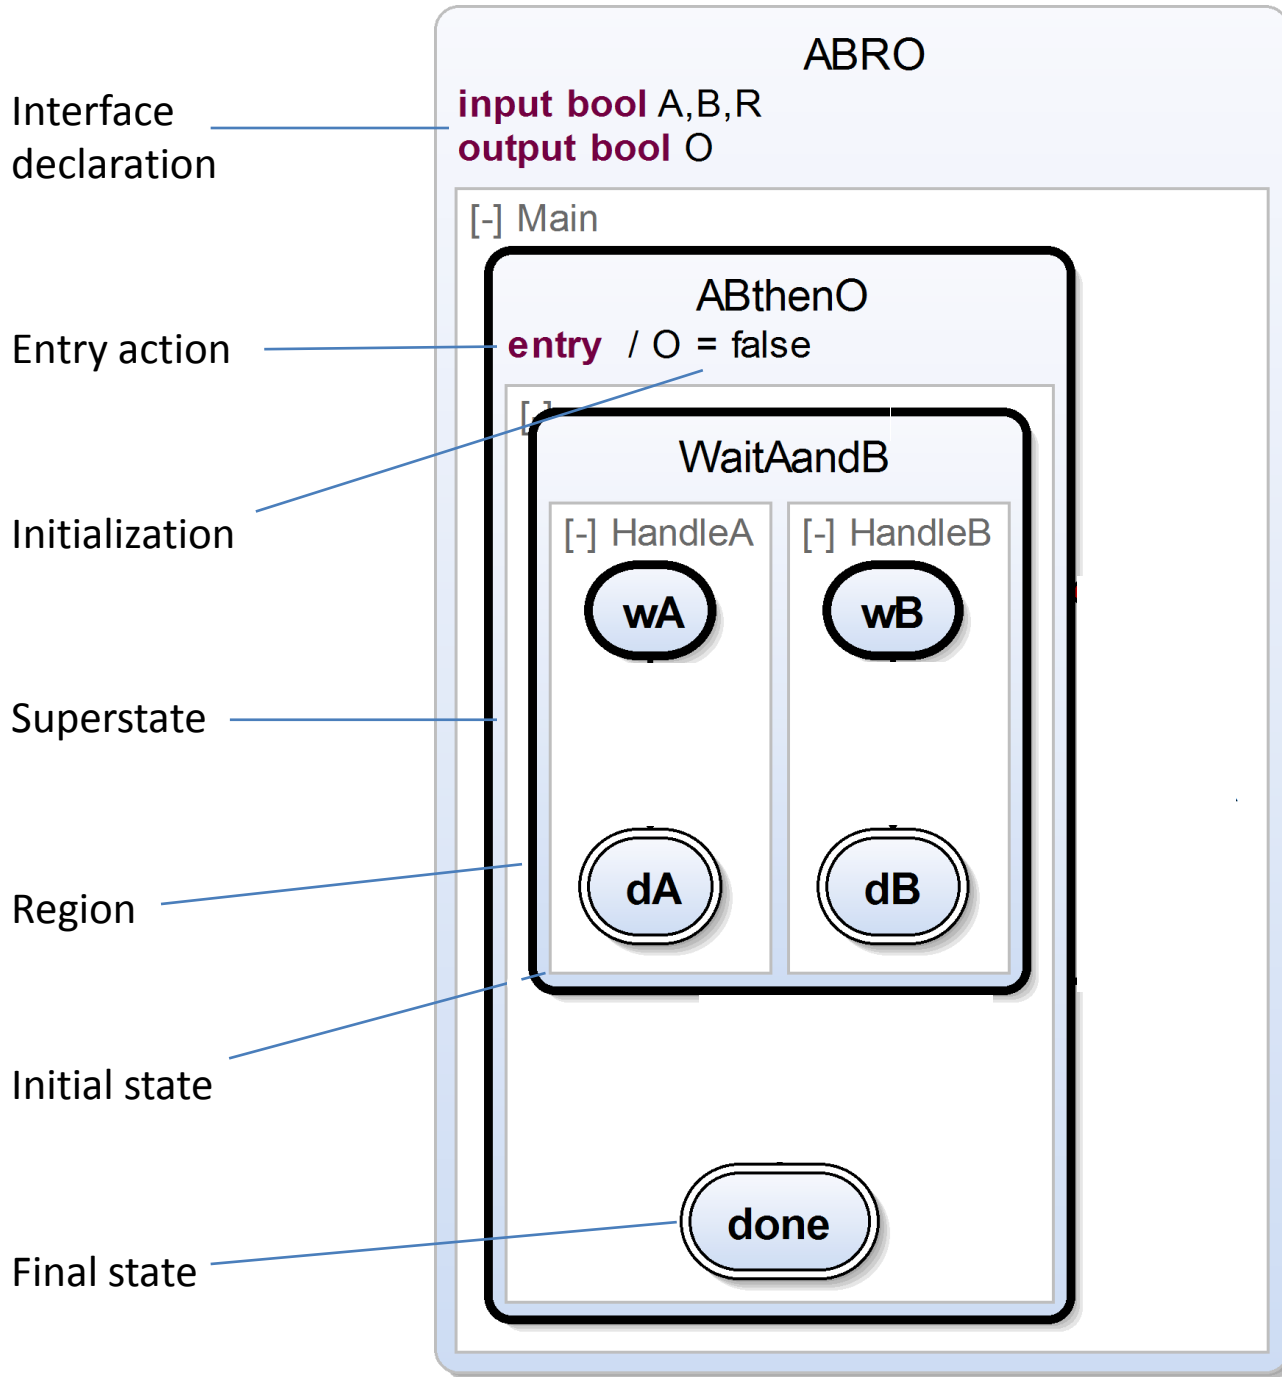 ABRO
Interface
declaration
input bool A,B,R
output bool O
[-] Main
ABthenO
Entry action
entry / O = false
[-]
WaitAandB
Initialization
[-] HandleA
[-] HandleB
wA
wB
Superstate
dA
dB
Region
Initial state
done
Final state